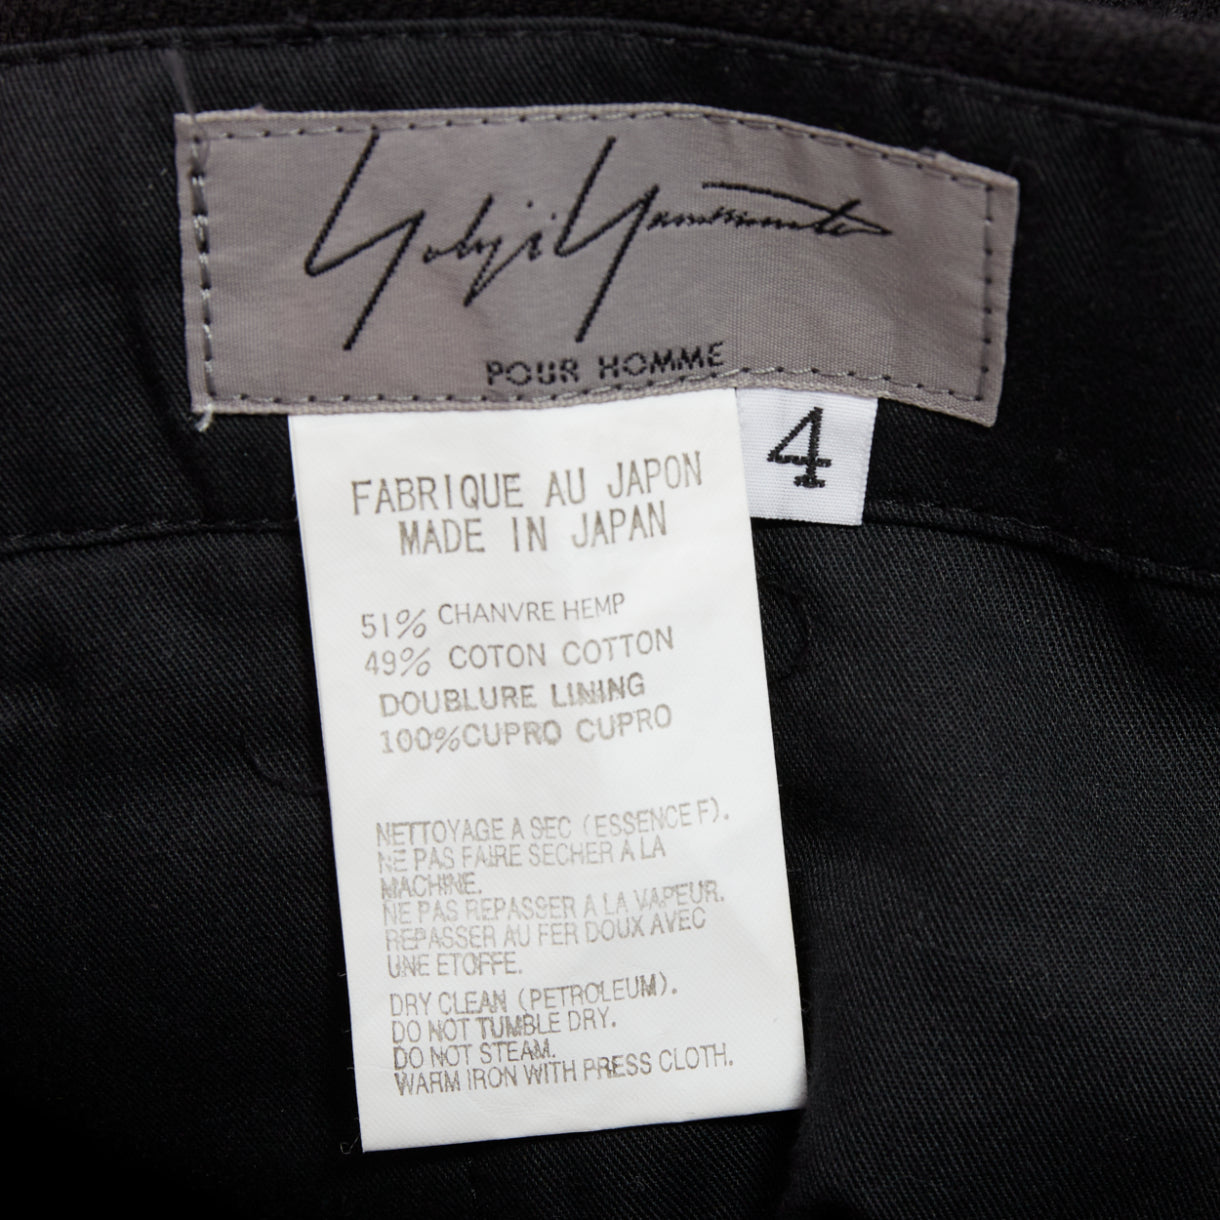 Yohji Yamamoto
POUR HOMME
4
FABRIQUE AU JAPON
MADE IN JAPAN
51% CHANVRE HEMP
49% COTON COTTON
DOUBLURE LINING
100%CUPRO CUPRO
NETTOYAGE A SEC (ESSENCE F).
NE PAS FAIRE SECHER A LA
MACHINE.
NE PAS REPASSER A LA VAPEUR.
REPASSER AU FER DOUX AVEC
UNE ETOFFE.
DRY CLEAN (PETROLEUM).
DO NOT TUMBLE DRY.
DO NOT STEAM.
WARM IRON WITH PRESS CLOTH.